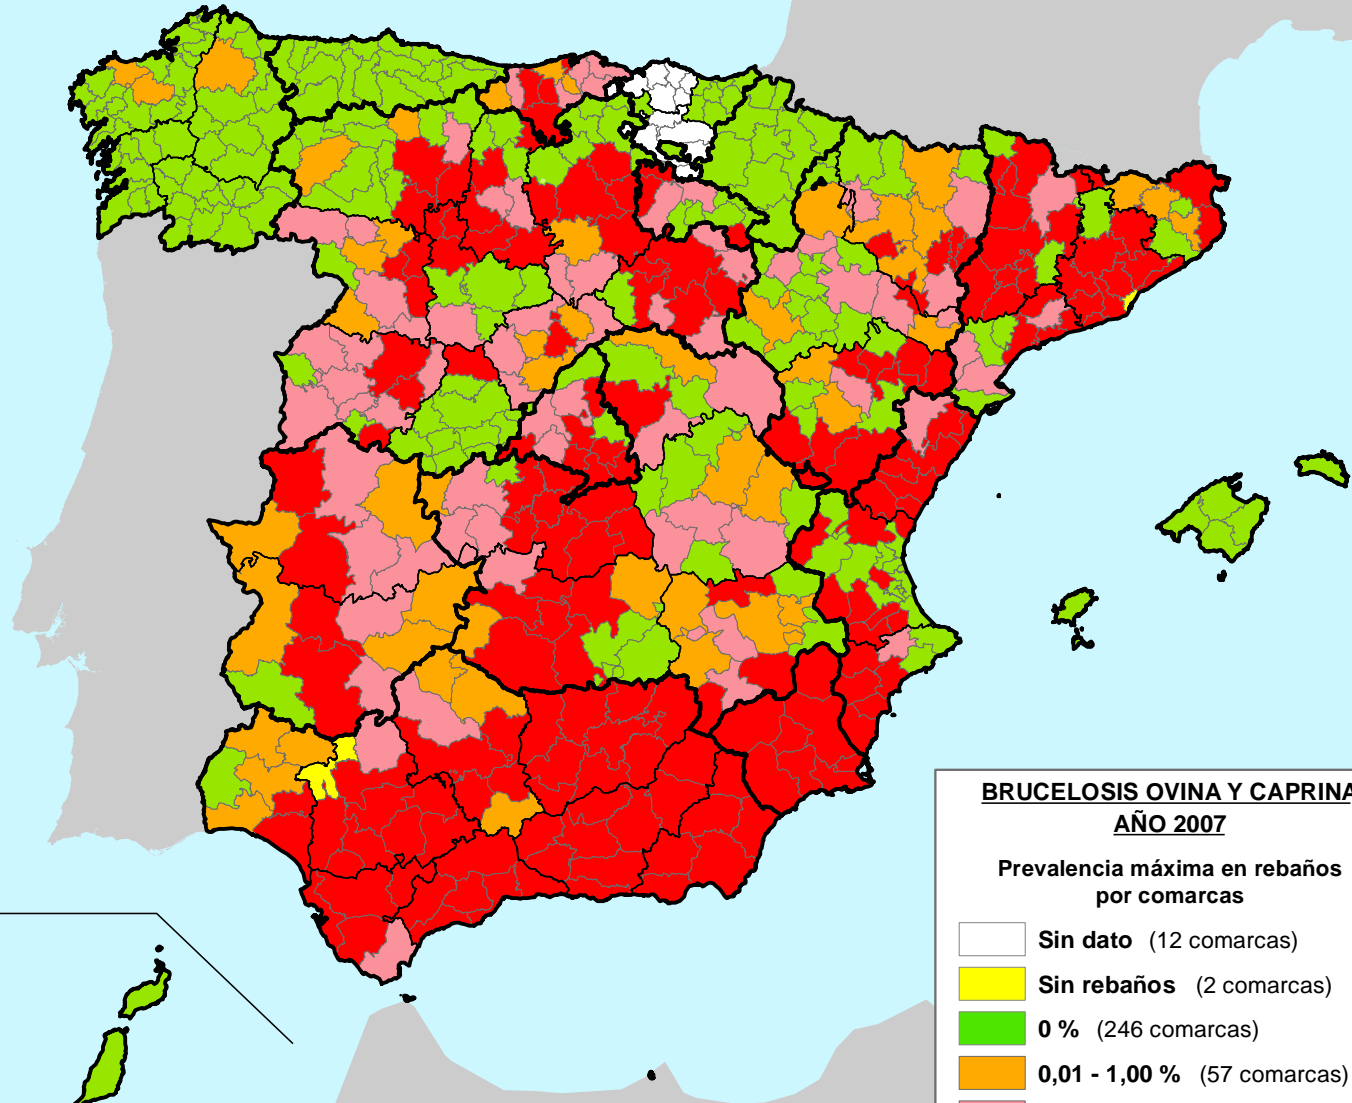 BRUCELOSIS OVINA Y CAPRINA
AÑO 2007
Prevalencia máxima en rebaños
por comarcas
Sin dato (12 comarcas)
Sin rebaños (2 comarcas)
0 % (246 comarcas)
0,01 - 1,00 % (57 comarcas)